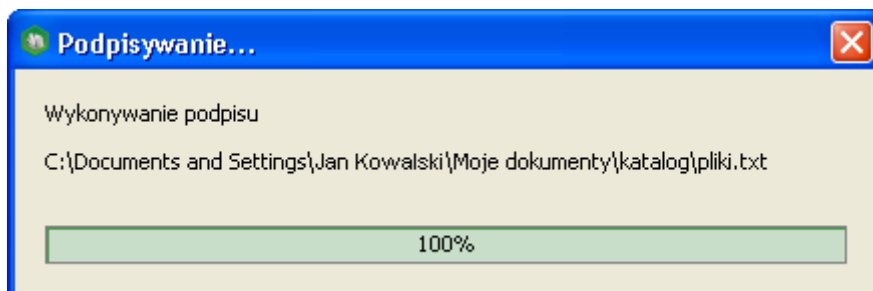 Podpisywanie...
Wykonywanie podpisu
C:\Documents and Settings\Jan Kowalski\Moje dokumenty\katalog\pliki.txt
100%